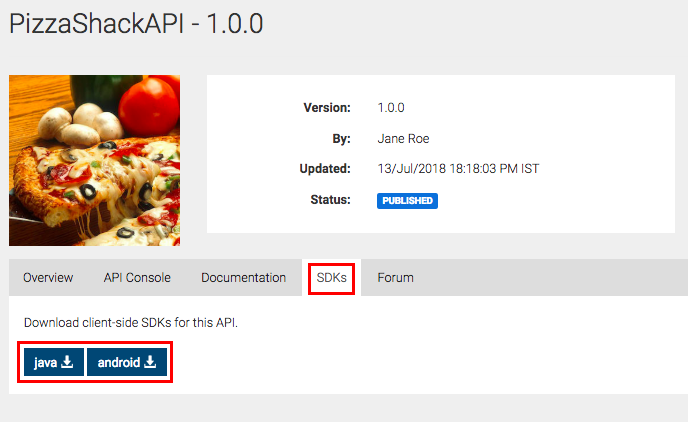 PizzaShackAPI - 1.0.0
Version: 1.0.0
By: Jane Roe
Updated: 13/Jul/2018 18:18:03 PM IST
Status: PUBLISHED
Overview API Console Documentation SDKs Forum
Download client-side SDKs for this API.
java android